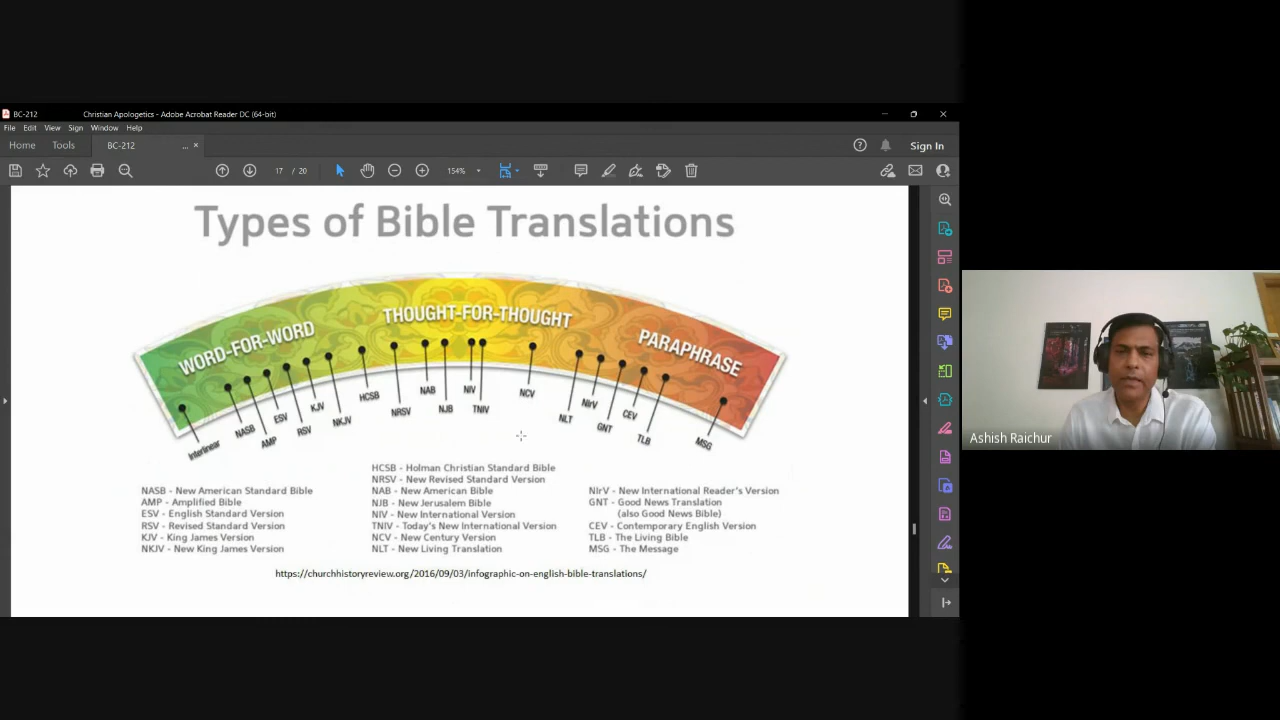 BC-212 Christian Apologetics - Adobe Acrobat Reader DC (64-bit)
File Edit View Sign Window Help
Home Tools BC-212 ... ×
Sign In
17 / 20
154%
Types of Bible Translations
WORD-FOR-WORD
THOUGHT-FOR-THOUGHT
PARAPHRASE
Interlinear
NASB
AMP
ESV
RSV
KJV
NKJV
HCSB
NRSV
NAB
NJB
NIV
TNIV
NCV
NLT
NIrV
GNT
CEV
TLB
MSG
NASB - New American Standard Bible
AMP - Amplified Bible
ESV - English Standard Version
RSV - Revised Standard Version
KJV - King James Version
NKJV - New King James Version
HCSB - Holman Christian Standard Bible
NRSV - New Revised Standard Version
NAB - New American Bible
NJB - New Jerusalem Bible
NIV - New International Version
TNIV - Today's New International Version
NCV - New Century Version
NLT - New Living Translation
NIrV - New International Reader's Version
GNT - Good News Translation
(also Good News Bible)
CEV - Contemporary English Version
TLB - The Living Bible
MSG - The Message
https://churchhistoryreview.org/2016/09/03/infographic-on-english-bible-translations/
Ashish Raichur